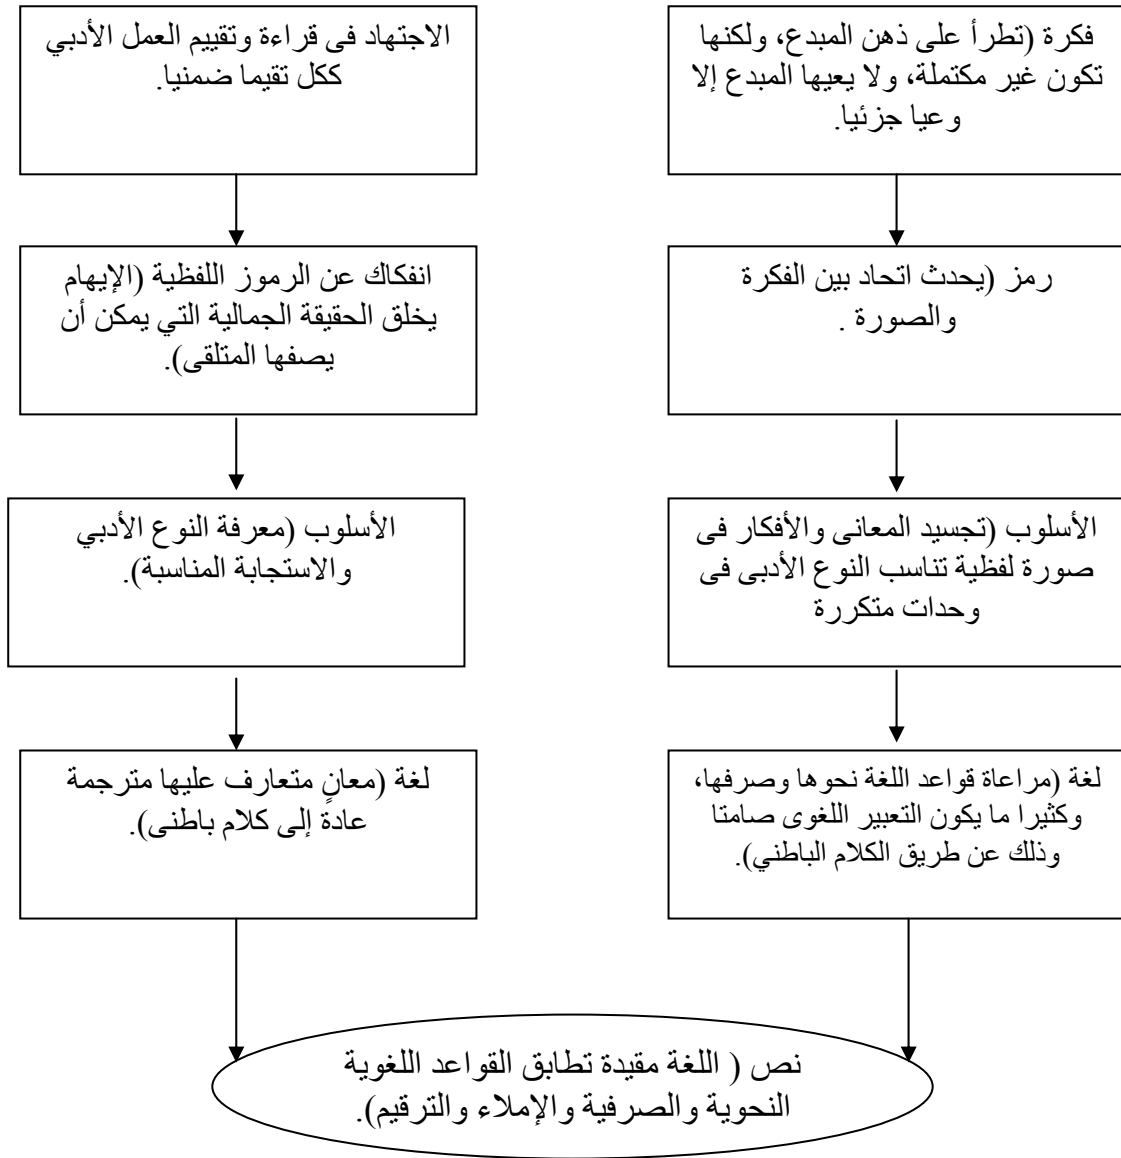 فكرة (تطرأ على ذهن المبدع، ولكنها
تكون غير مكتملة، ولا يعيها المبدع إلا
وعيا جزئيا.
رمز (يحدث اتحاد بين الفكرة
والصورة .
الأسلوب (تجسيد المعانى والأفكار فى
صورة لفظية تناسب النوع الأدبى فى
وحدات متكررة
لغة (مراعاة قواعد اللغة نحوها وصرفها،
وكثيرا ما يكون التعبير اللغوى صامتا
وذلك عن طريق الكلام الباطني).
الاجتهاد فى قراءة وتقييم العمل الأدبي
ككل تقيما ضمنيا.
انفكاك عن الرموز اللفظية (الإيهام
يخلق الحقيقة الجمالية التي يمكن أن
يصفها المتلقى).
الأسلوب (معرفة النوع الأدبي
والاستجابة المناسبة).
لغة (معانٍ متعارف عليها مترجمة
عادةً إلى كلام باطنى).
نص ( اللغة مقيدة تطابق القواعد اللغوية
النحوية والصرفية والإملاء والترقيم).